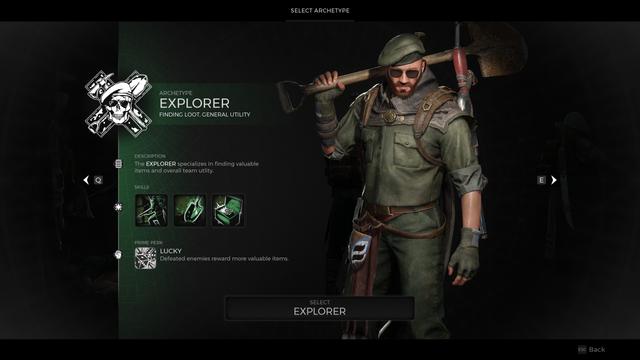 SELECT ARCHETYPE
ARCHETYPE
EXPLORER
FINDING LOOT, GENERAL UTILITY
DESCRIPTION
The EXPLORER specializes in finding valuable
items and overall team utility.
SKILLS
Q
E
PRIME PERK
LUCKY
Defeated enemies reward more valuable items.
SELECT
EXPLORER
ESC Back